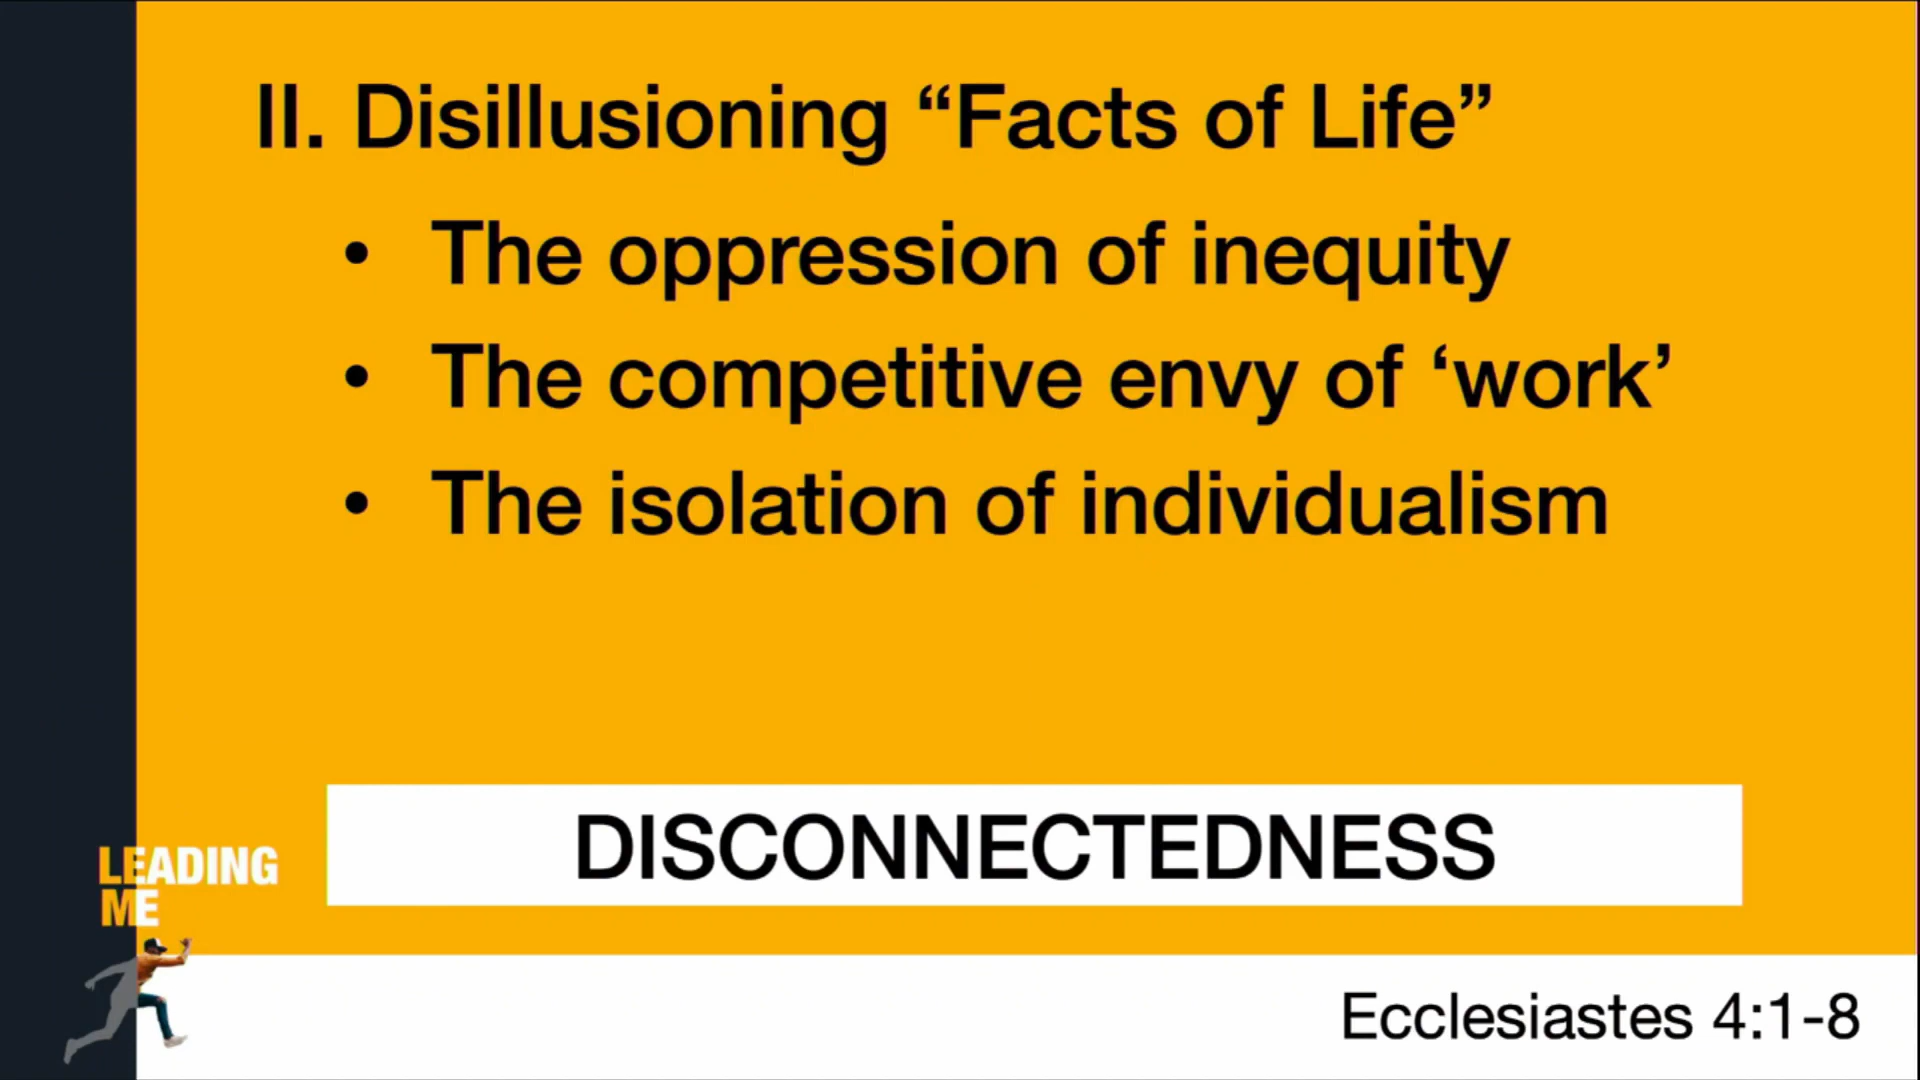 II. Disillusioning “Facts of Life”
• The oppression of inequity
• The competitive envy of ‘work’
• The isolation of individualism
DISCONNECTEDNESS
LEADING
ME
Ecclesiastes 4:1-8